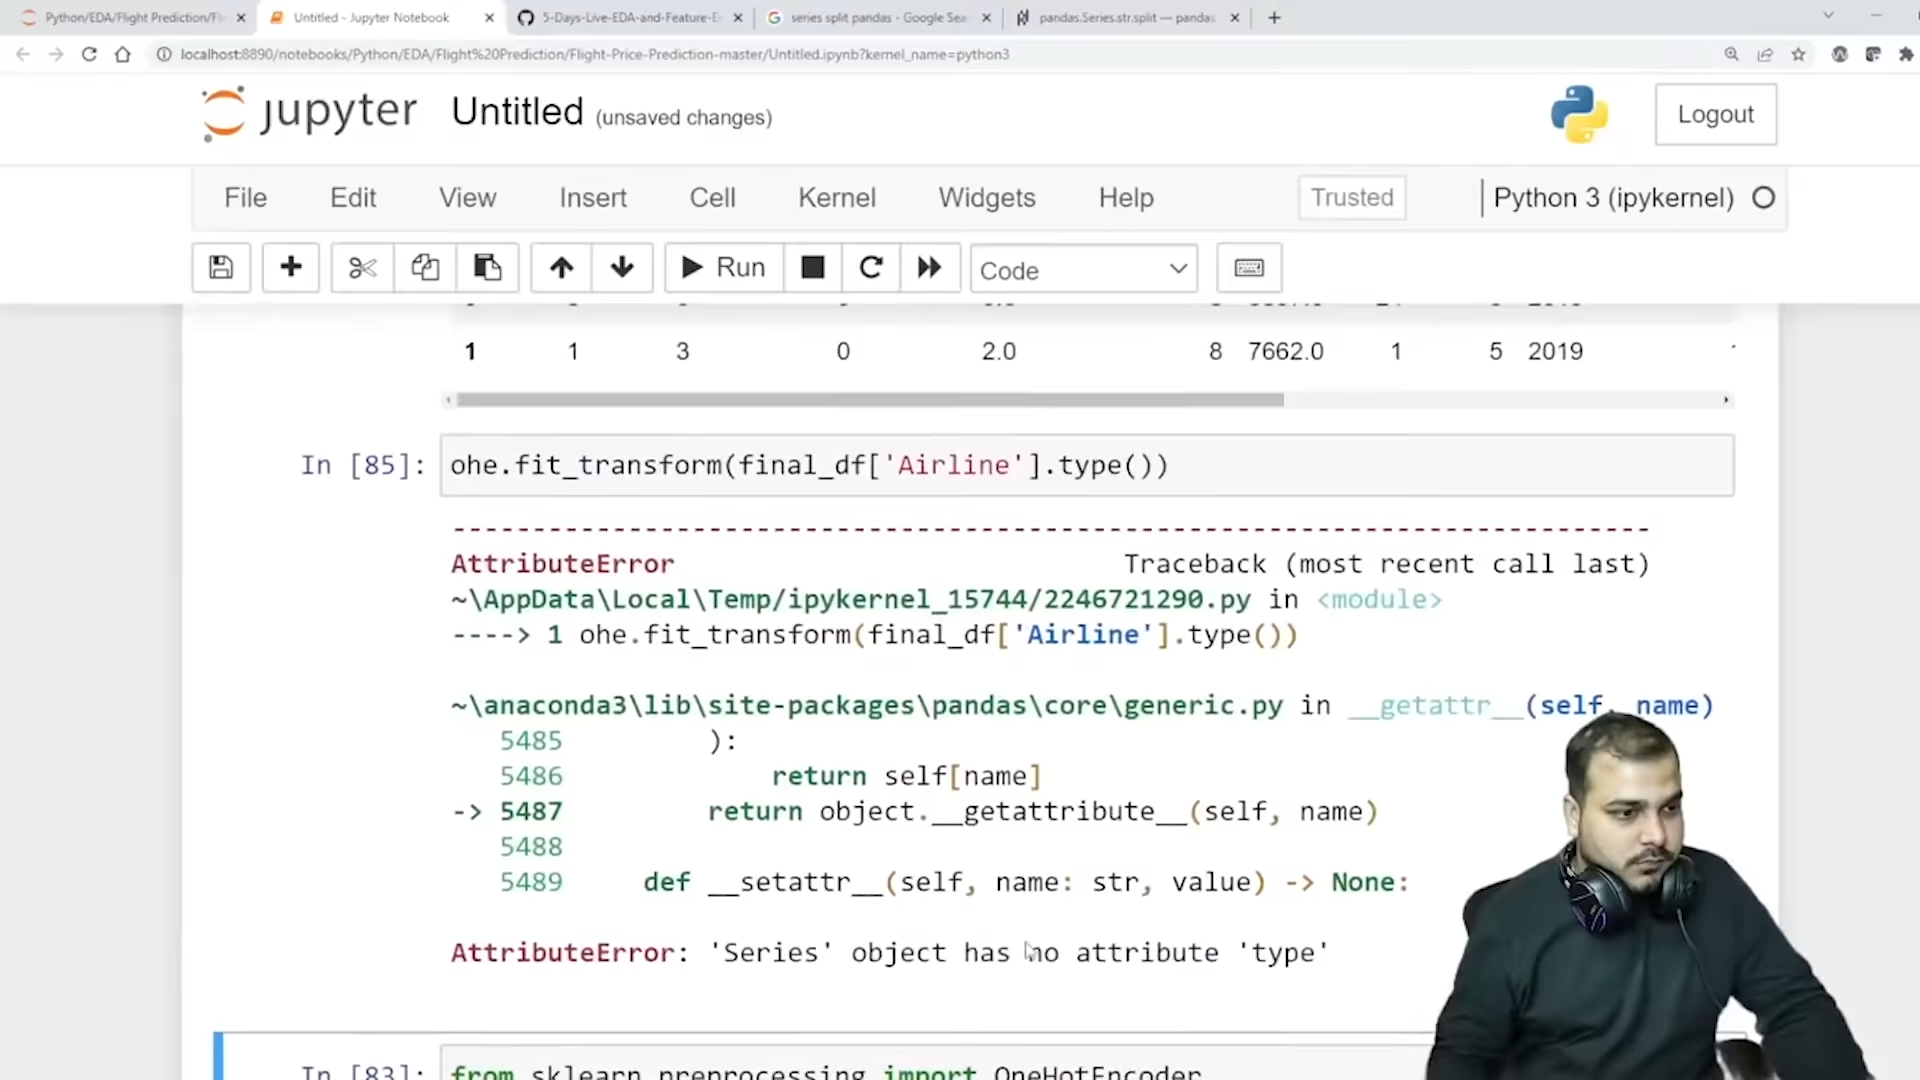 Python/EDA/Flight Prediction/Fl
Untitled - Jupyter Notebook
5-Days-Live-EDA-and-Feature-E
series split pandas - Google Sea
pandas.Series.str.split — pandas
localhost:8890/notebooks/Python/EDA/Flight%20Prediction/Flight-Price-Prediction-master/Untitled.ipynb?kernel_name=python3
jupyter Untitled (unsaved changes)
Logout
File Edit View Insert Cell Kernel Widgets Help Trusted Python 3 (ipykernel)
Run Code
1 1 3 0 2.0 8 7662.0 1 5 2019
In [85]: ohe.fit_transform(final_df['Airline'].type())
---------------------------------------------------------------------------
AttributeError Traceback (most recent call last)
~\AppData\Local\Temp/ipykernel_15744/2246721290.py in <module>
----> 1 ohe.fit_transform(final_df['Airline'].type())
~\anaconda3\lib\site-packages\pandas\core\generic.py in __getattr__(self, name)
5485 ):
5486 return self[name]
-> 5487 return object.__getattribute__(self, name)
5488
5489 def __setattr__(self, name: str, value) -> None:
AttributeError: 'Series' object has no attribute 'type'
In [83]: from sklearn.preprocessing import OneHotEncoder